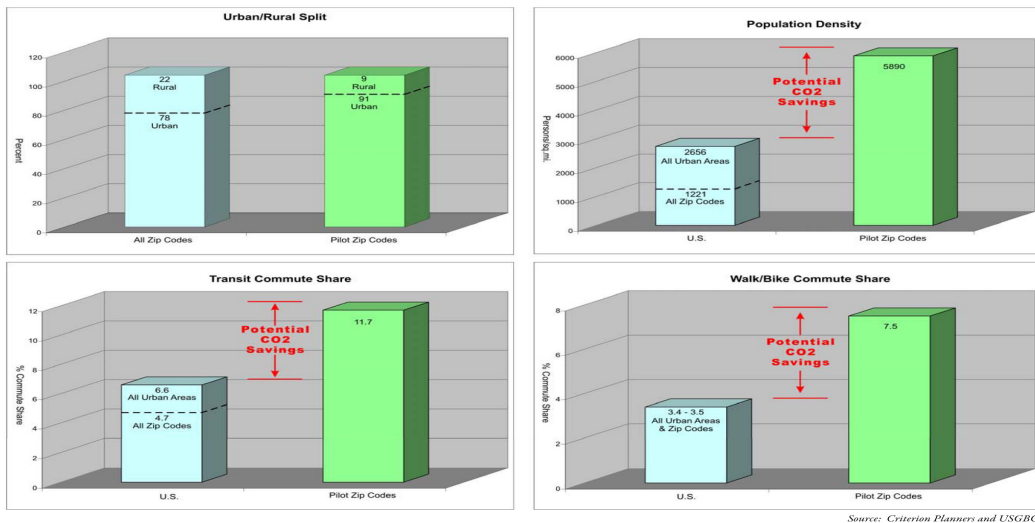 Urban/Rural Split
120
100
80
60
40
20
0
Percent
22
Rural
78
Urban
9
Rural
91
Urban
All Zip Codes
Pilot Zip Codes
Population Density
6000
5000
4000
3000
2000
1000
0
Persons/sq.mi.
2656
All Urban Areas
1221
All Zip Codes
Potential
CO2
Savings
5890
U.S.
Pilot Zip Codes
Transit Commute Share
12
10
8
6
4
2
0
% Commute Share
6.6
All Urban Areas
4.7
All Zip Codes
Potential
CO2
Savings
11.7
U.S.
Pilot Zip Codes
Walk/Bike Commute Share
8
6
4
2
0
% Commute Share
3.4 - 3.5
All Urban Areas
& Zip Codes
Potential
CO2
Savings
7.5
U.S.
Pilot Zip Codes
Source: Criterion Planners and USGBC